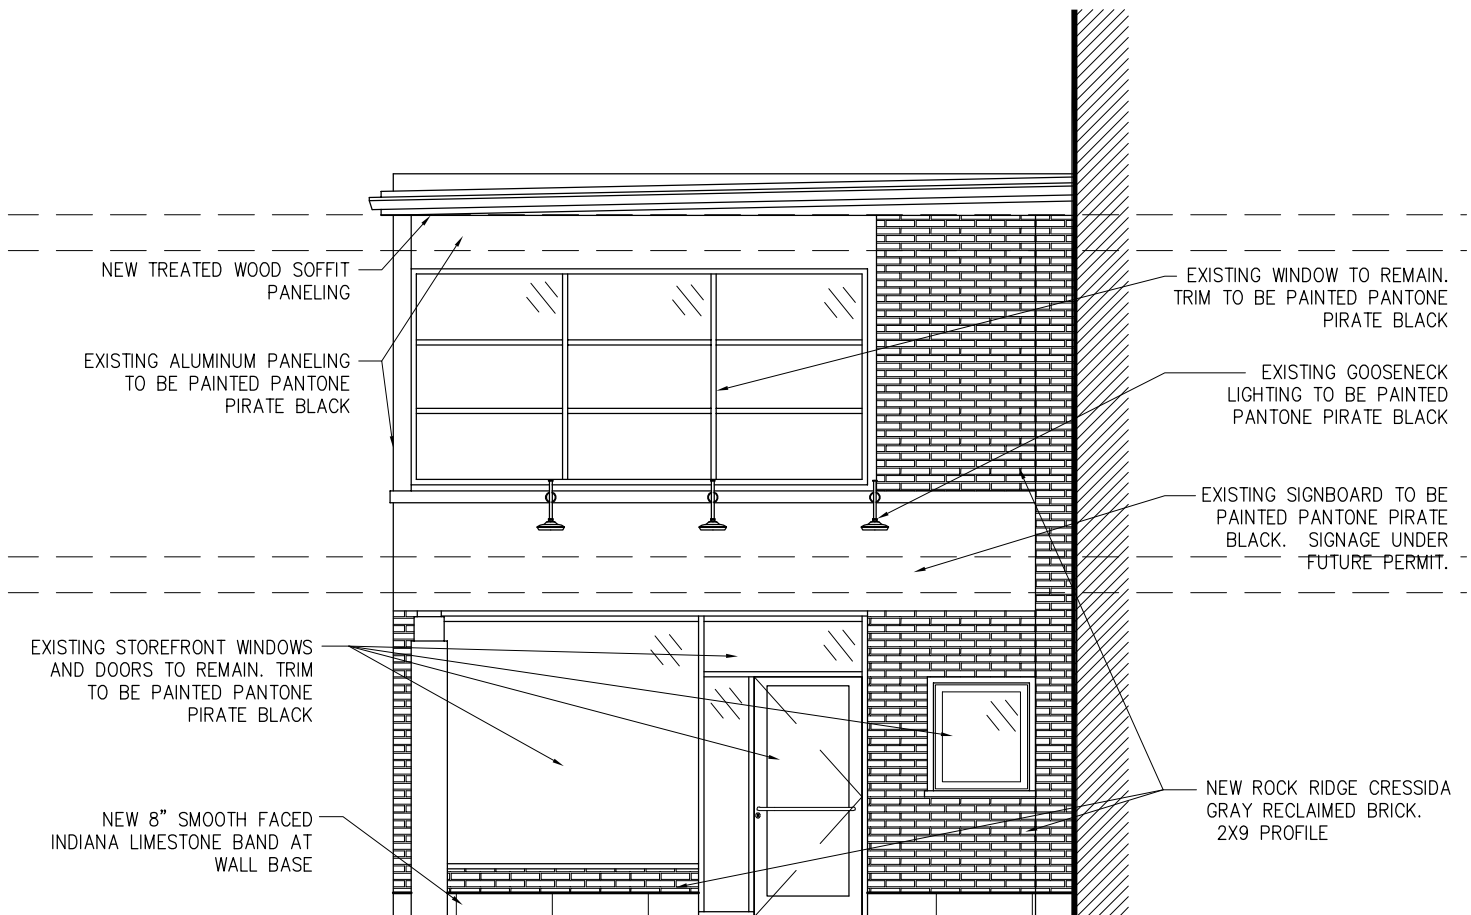 NEW TREATED WOOD SOFFIT
PANELING
EXISTING ALUMINUM PANELING
TO BE PAINTED PANTONE
PIRATE BLACK
EXISTING STOREFRONT WINDOWS
AND DOORS TO REMAIN. TRIM
TO BE PAINTED PANTONE
PIRATE BLACK
NEW 8" SMOOTH FACED
INDIANA LIMESTONE BAND AT
WALL BASE
EXISTING WINDOW TO REMAIN.
TRIM TO BE PAINTED PANTONE
PIRATE BLACK
EXISTING GOOSENECK
LIGHTING TO BE PAINTED
PANTONE PIRATE BLACK
EXISTING SIGNBOARD TO BE
PAINTED PANTONE PIRATE
BLACK. SIGNAGE UNDER
FUTURE PERMIT.
NEW ROCK RIDGE CRESSIDA
GRAY RECLAIMED BRICK.
2X9 PROFILE